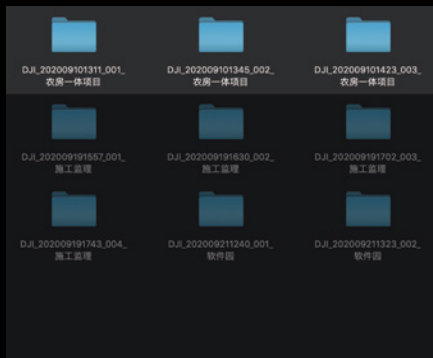 DJI_202009101311_001_
农房一体项目
DJI_202009101345_002_
农房一体项目
DJI_202009101423_003_
农房一体项目
DJI_202009191557_001_
施工监理
DJI_202009191630_002_
施工监理
DJI_202009191702_003_
施工监理
DJI_202009191743_004_
施工监理
DJI_202009211240_001_
软件园
DJI_202009211323_002_
软件园